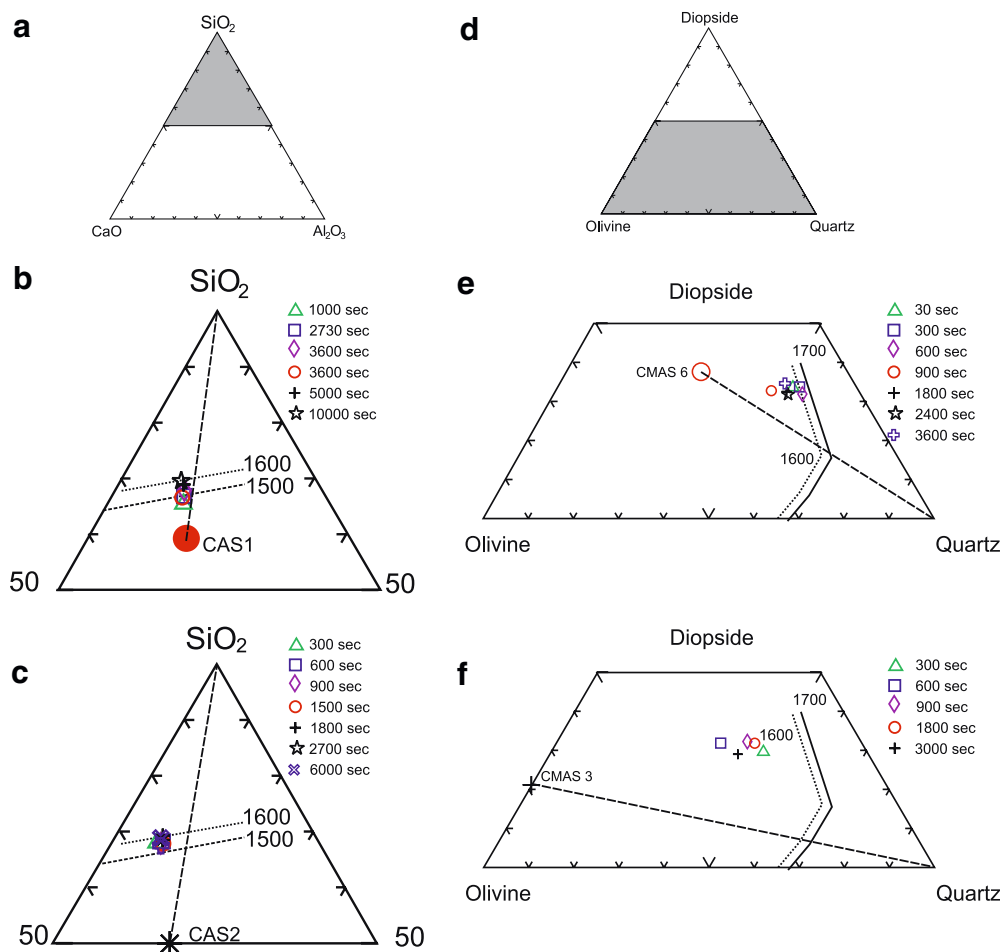 a
SiO2
CaO
Al2O3
d
Diopside
Olivine
Quartz
b
SiO2
1000 sec
2730 sec
3600 sec
3600 sec
5000 sec
10000 sec
1600
1500
CAS1
50
50
e
Diopside
30 sec
300 sec
600 sec
900 sec
1800 sec
2400 sec
3600 sec
1700
CMAS 6
1600
Olivine
Quartz
c
SiO2
300 sec
600 sec
900 sec
1500 sec
1800 sec
2700 sec
6000 sec
1600
1500
50
CAS2
50
f
Diopside
300 sec
600 sec
900 sec
1800 sec
3000 sec
1700
1600
CMAS 3
Olivine
Quartz